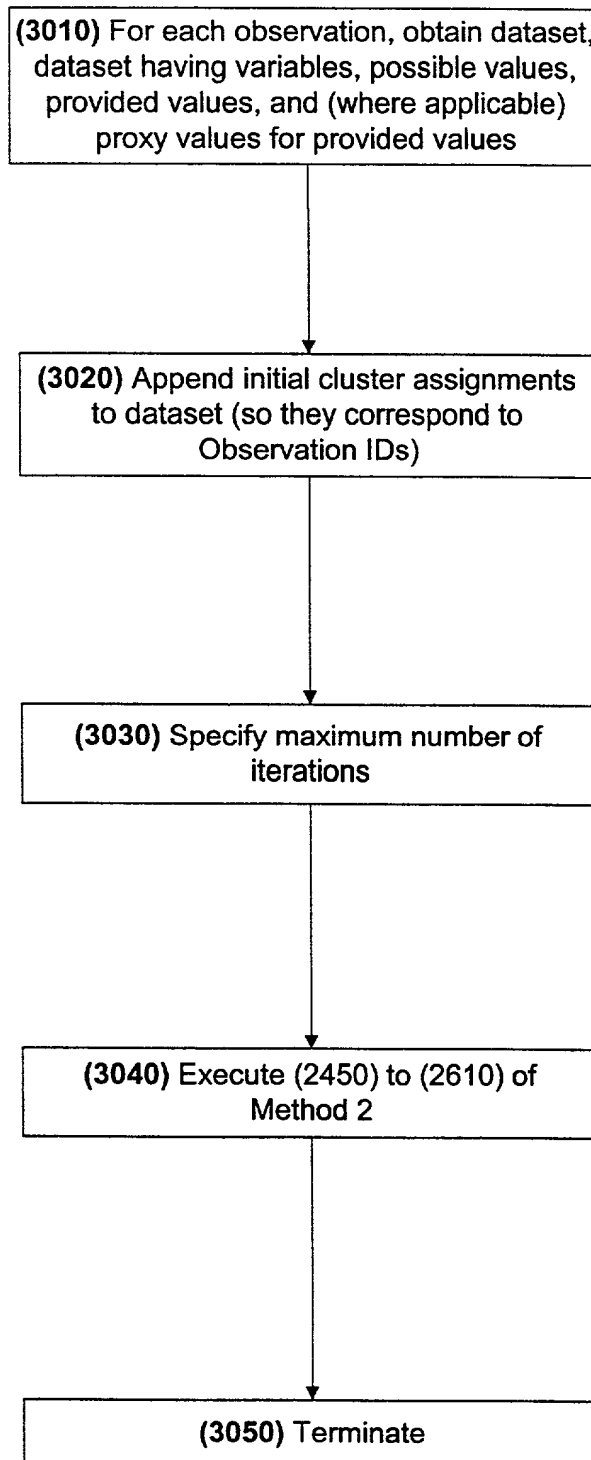 (3010) For each observation, obtain dataset,
dataset having variables, possible values,
provided values, and (where applicable)
proxy values for provided values
(3020) Append initial cluster assignments
to dataset (so they correspond to
Observation IDs)
(3030) Specify maximum number of
iterations
(3040) Execute (2450) to (2610) of
Method 2
(3050) Terminate